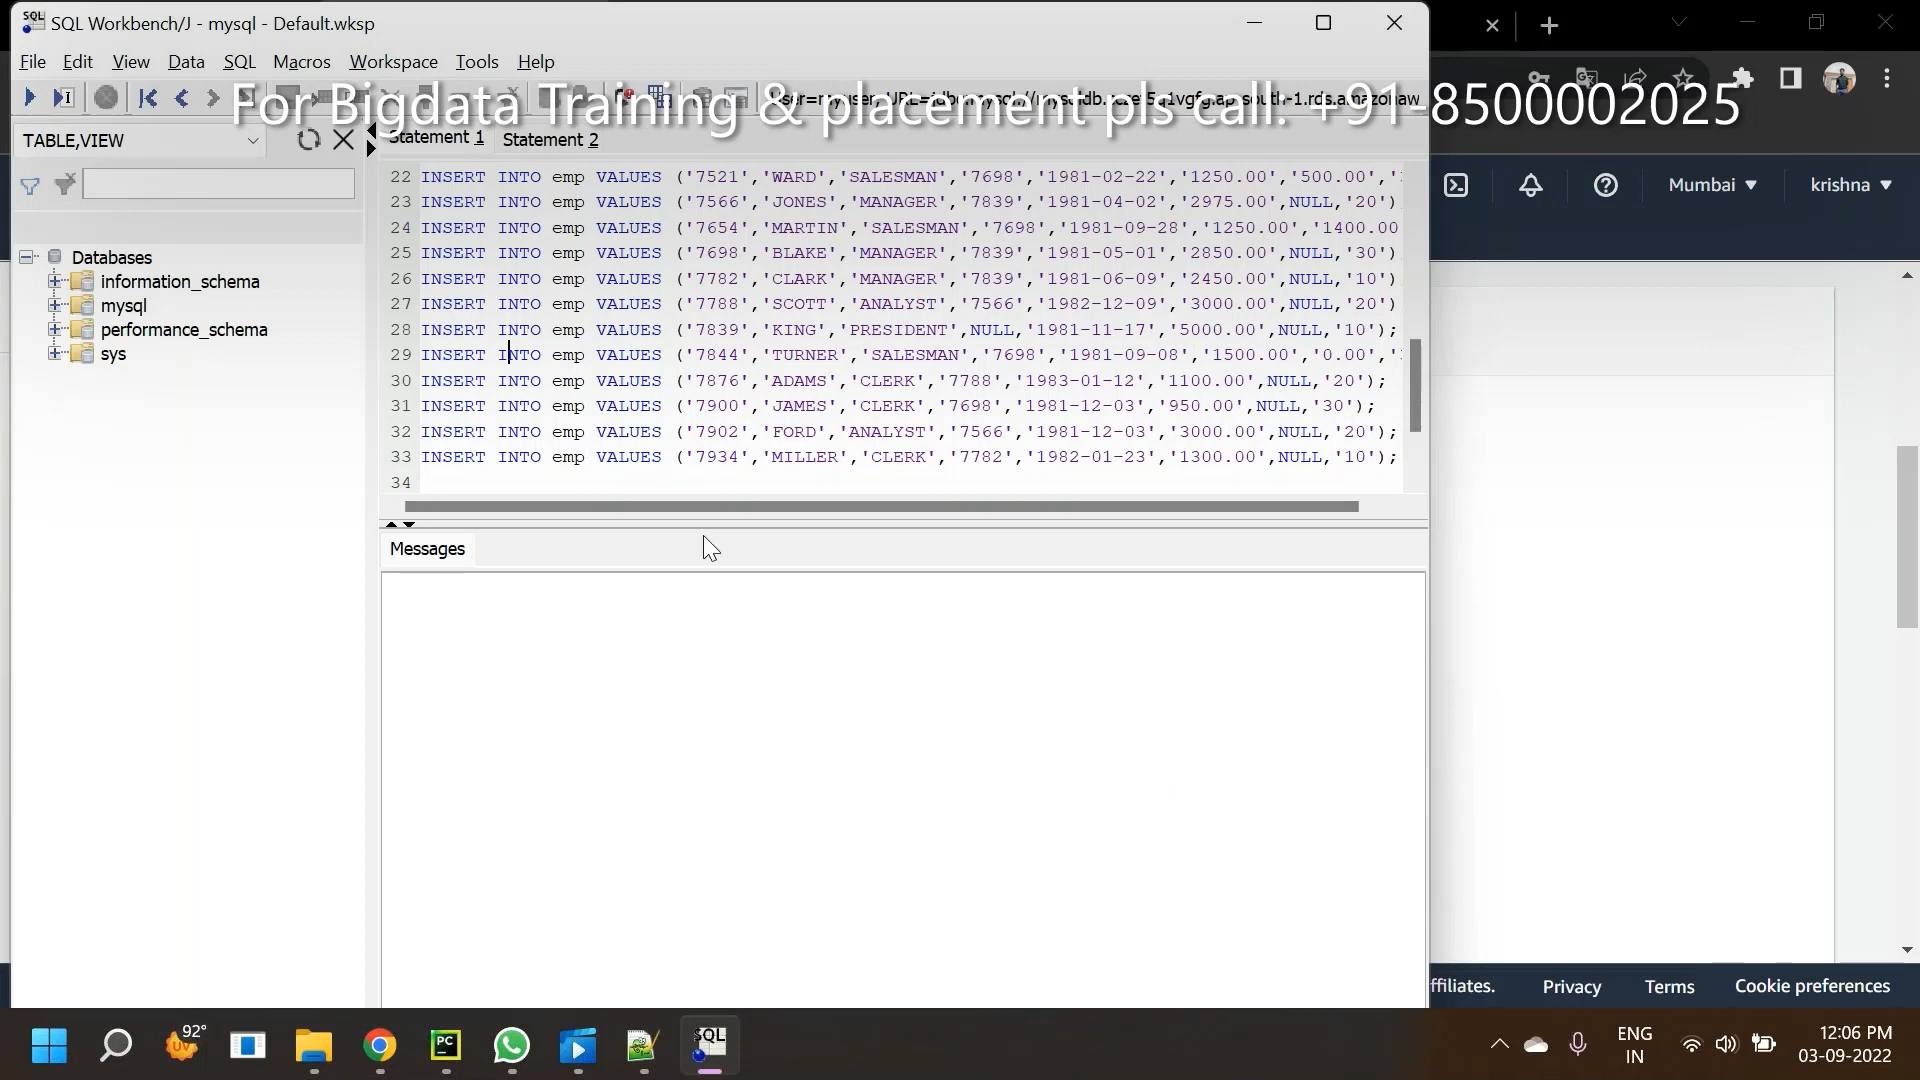 SQL Workbench/J - mysql - Default.wksp
File Edit View Data SQL Macros Workspace Tools Help
For Bigdata Training & placement pls call: +91-8500002025
TABLE,VIEW
Statement 1 Statement 2
Databases
information_schema
mysql
performance_schema
sys
22 INSERT INTO emp VALUES ('7521','WARD','SALESMAN','7698','1981-02-22','1250.00','500.00','
23 INSERT INTO emp VALUES ('7566','JONES','MANAGER','7839','1981-04-02','2975.00',NULL,'20')
24 INSERT INTO emp VALUES ('7654','MARTIN','SALESMAN','7698','1981-09-28','1250.00','1400.00
25 INSERT INTO emp VALUES ('7698','BLAKE','MANAGER','7839','1981-05-01','2850.00',NULL,'30')
26 INSERT INTO emp VALUES ('7782','CLARK','MANAGER','7839','1981-06-09','2450.00',NULL,'10')
27 INSERT INTO emp VALUES ('7788','SCOTT','ANALYST','7566','1982-12-09','3000.00',NULL,'20')
28 INSERT INTO emp VALUES ('7839','KING','PRESIDENT',NULL,'1981-11-17','5000.00',NULL,'10');
29 INSERT INTO emp VALUES ('7844','TURNER','SALESMAN','7698','1981-09-08','1500.00','0.00','
30 INSERT INTO emp VALUES ('7876','ADAMS','CLERK','7788','1983-01-12','1100.00',NULL,'20');
31 INSERT INTO emp VALUES ('7900','JAMES','CLERK','7698','1981-12-03','950.00',NULL,'30');
32 INSERT INTO emp VALUES ('7902','FORD','ANALYST','7566','1981-12-03','3000.00',NULL,'20');
33 INSERT INTO emp VALUES ('7934','MILLER','CLERK','7782','1982-01-23','1300.00',NULL,'10');
34
Messages
Mumbai krishna
ffiliates. Privacy Terms Cookie preferences
92°
UV
PC
SQL
ENG
IN
12:06 PM
03-09-2022